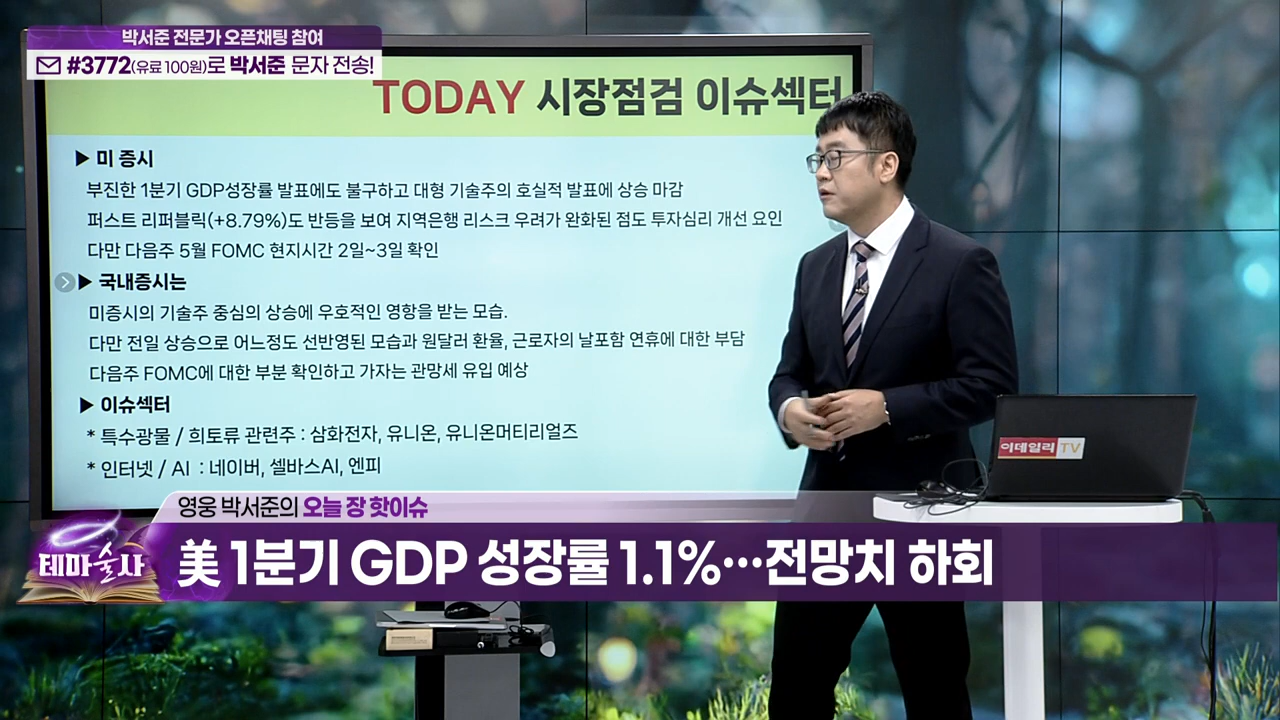 박서준 전문가 오픈채팅 참여
#3772(유료 100원)로 박서준 문자 전송!
TODAY 시장점검 이슈섹터
▶ 미 증시
부진한 1분기 GDP성장률 발표에도 불구하고 대형 기술주의 호실적 발표에 상승 마감
퍼스트 리퍼블릭(+8.79%)도 반등을 보여 지역은행 리스크 우려가 완화된 점도 투자심리 개선 요인
다만 다음주 5월 FOMC 현지시간 2일~3일 확인
▶ 국내증시는
미증시의 기술주 중심의 상승에 우호적인 영향을 받는 모습.
다만 전일 상승으로 어느정도 선반영된 모습과 원달러 환율, 근로자의 날포함 연휴에 대한 부담
다음주 FOMC에 대한 부분 확인하고 가자는 관망세 유입 예상
▶ 이슈섹터
* 특수광물 / 희토류 관련주 : 삼화전자, 유니온, 유니온머티리얼즈
* 인터넷 / AI : 네이버, 셀바스AI, 엔피
이데일리 TV
영웅 박서준의 오늘 장 핫이슈
테마술사
美 1분기 GDP 성장률 1.1%…전망치 하회